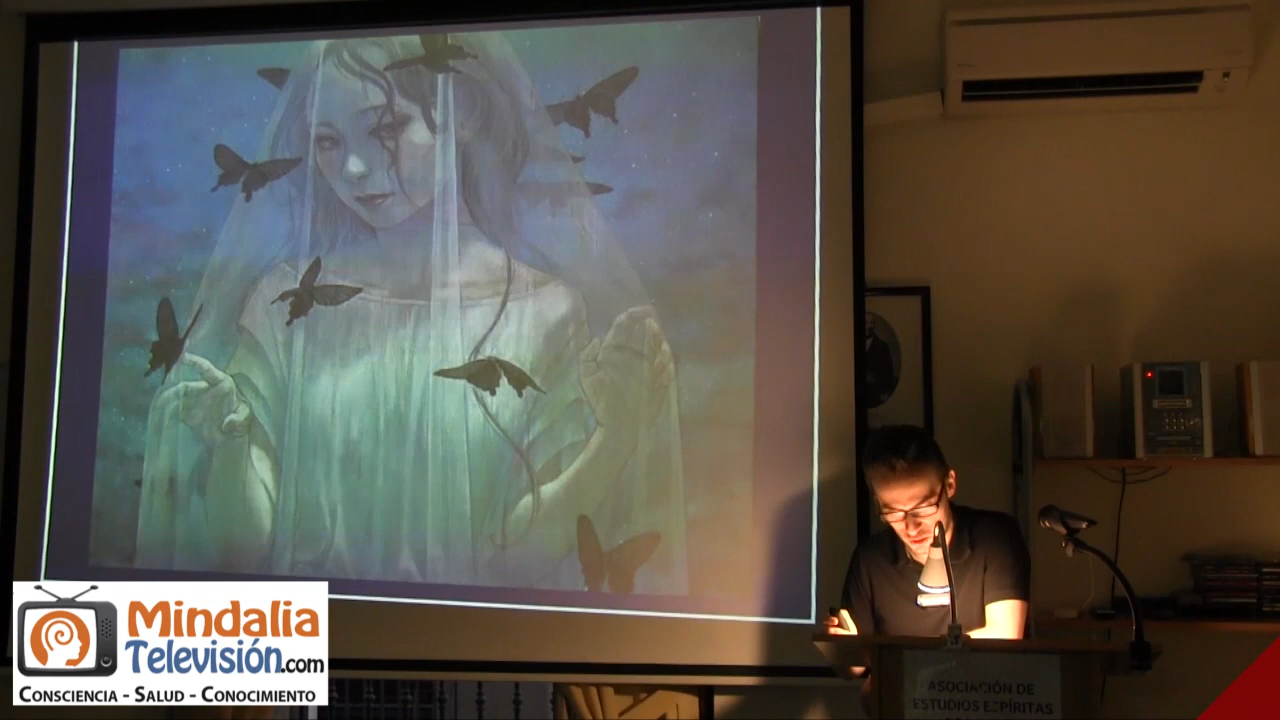 Mindalia
Televisión.com
CONSCIENCIA - SALUD - CONOCIMIENTO
ASOCIACIÓN DE
ESTUDIOS ESPÍRITAS